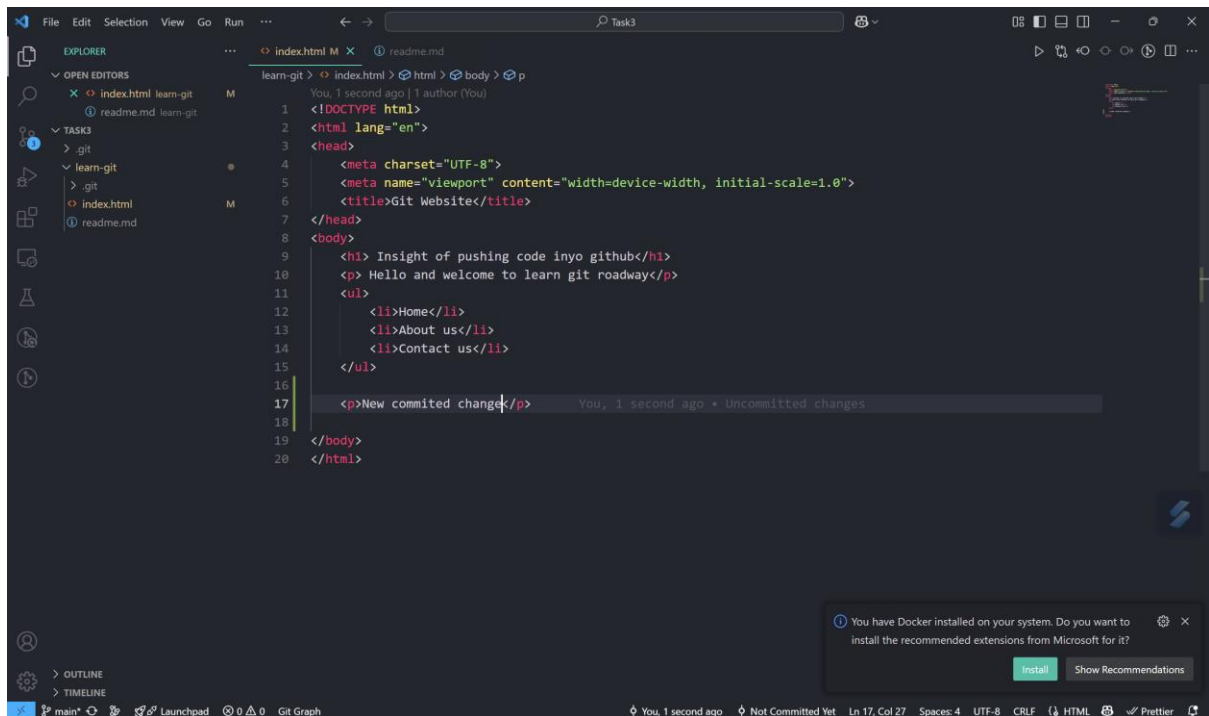 File Edit Selection View Go Run ··· Task3
EXPLORER ···
OPEN EDITORS
index.html learn-git M
readme.md learn-git
TASK3
.git
learn-git
.git
index.html M
readme.md
OUTLINE
TIMELINE
index.html M readme.md
learn-git > index.html > html > body > p
You, 1 second ago | 1 author (You)
1 <!DOCTYPE html>
2 <html lang="en">
3 <head>
4 <meta charset="UTF-8">
5 <meta name="viewport" content="width=device-width, initial-scale=1.0">
6 <title>Git Website</title>
7 </head>
8 <body>
9 <h1> Insight of pushing code inyo github</h1>
10 <p> Hello and welcome to learn git roadway</p>
11 <ul>
12 <li>Home</li>
13 <li>About us</li>
14 <li>Contact us</li>
15 </ul>
16
17 <p>New commited change</p> You, 1 second ago • Uncommitted changes
18
19 </body>
20 </html>
3
You have Docker installed on your system. Do you want to
install the recommended extensions from Microsoft for it?
Install Show Recommendations
main* Launchpad 0 0 Git Graph You, 1 second ago Not Committed Yet Ln 17, Col 27 Spaces: 4 UTF-8 CRLF HTML Prettier